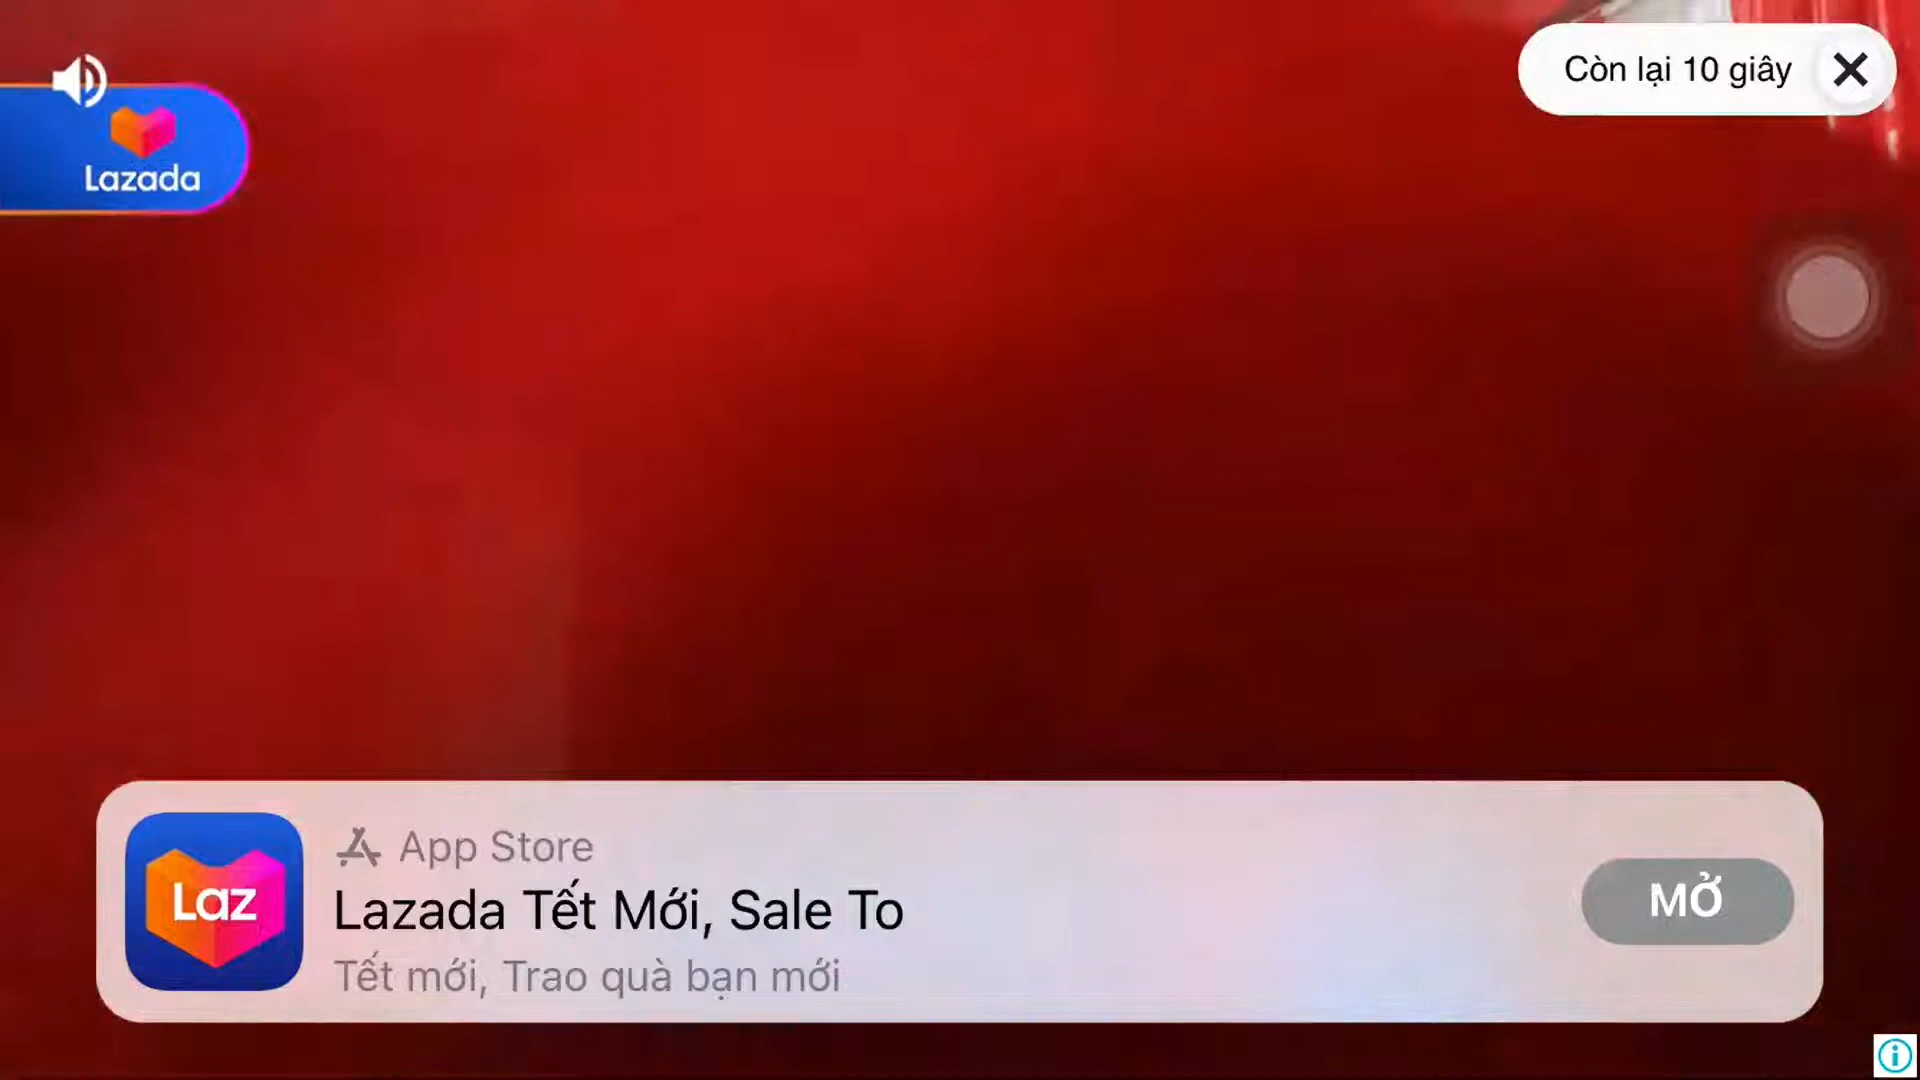 Còn lại 10 giây
Lazada
App Store
Laz
Lazada Tết Mới, Sale To
MỞ
Tết mới, Trao quà bạn mới